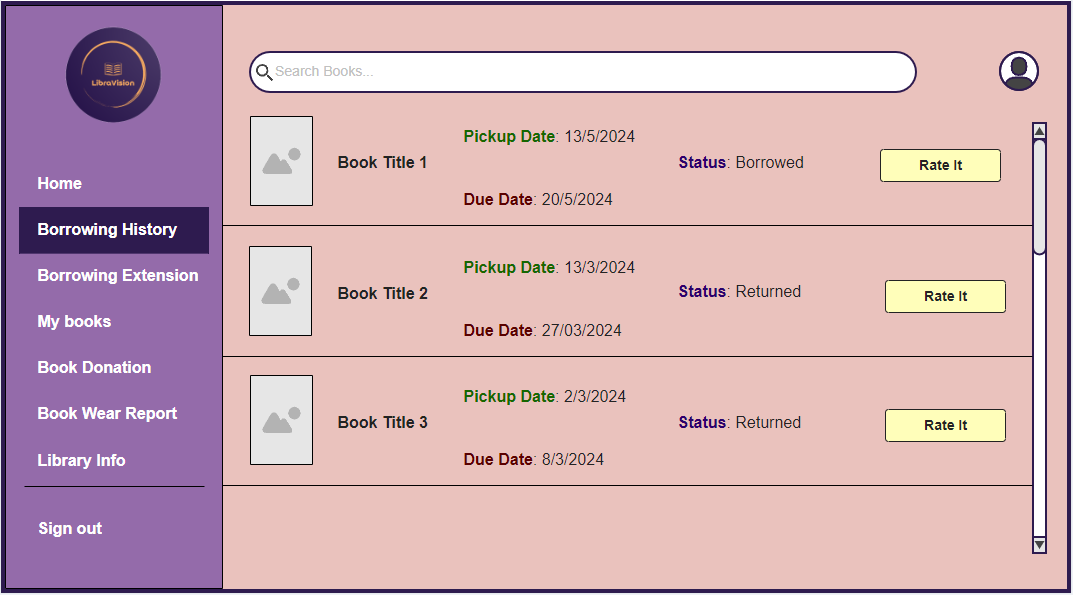 LibraVision
Search Books...
Home
Borrowing History
Borrowing Extension
My books
Book Donation
Book Wear Report
Library Info
Sign out
Book Title 1
Pickup Date: 13/5/2024
Due Date: 20/5/2024
Status: Borrowed
Rate It
Book Title 2
Pickup Date: 13/3/2024
Due Date: 27/03/2024
Status: Returned
Rate It
Book Title 3
Pickup Date: 2/3/2024
Due Date: 8/3/2024
Status: Returned
Rate It